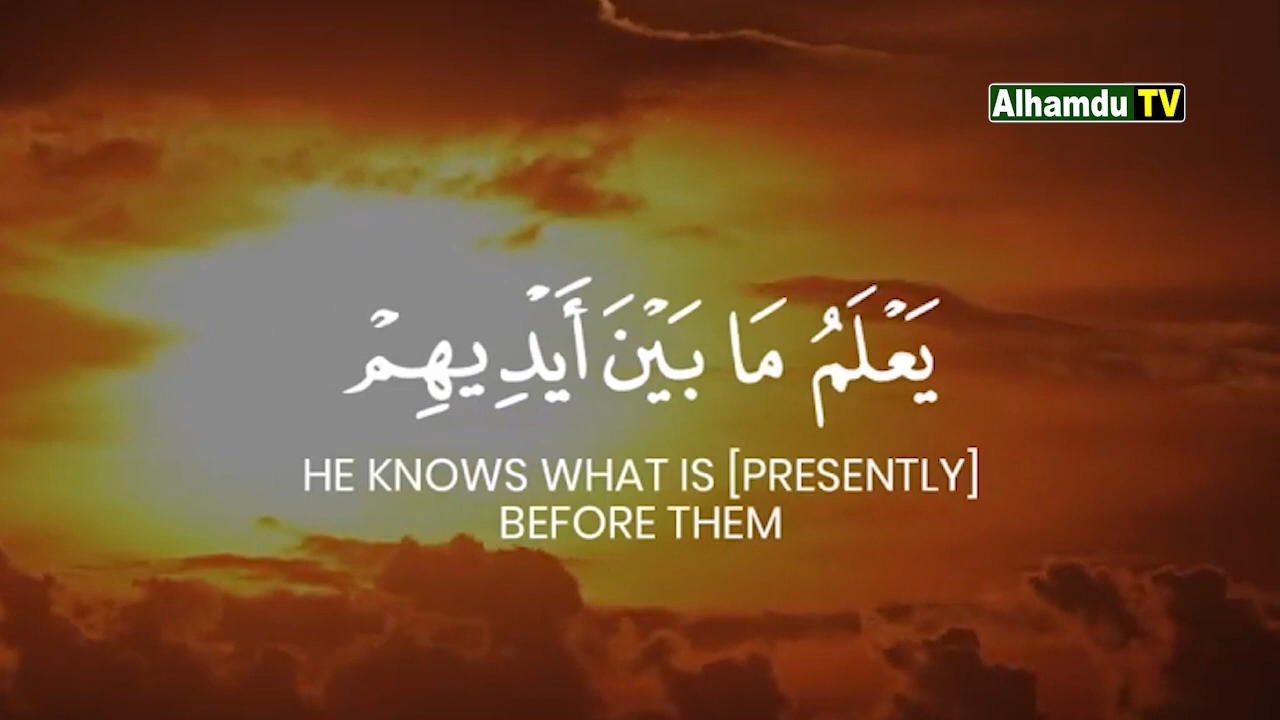 Alhamdu TV
يَعْلَمُ مَا بَيْنَ أَيْدِيهِمْ
HE KNOWS WHAT IS [PRESENTLY]
BEFORE THEM